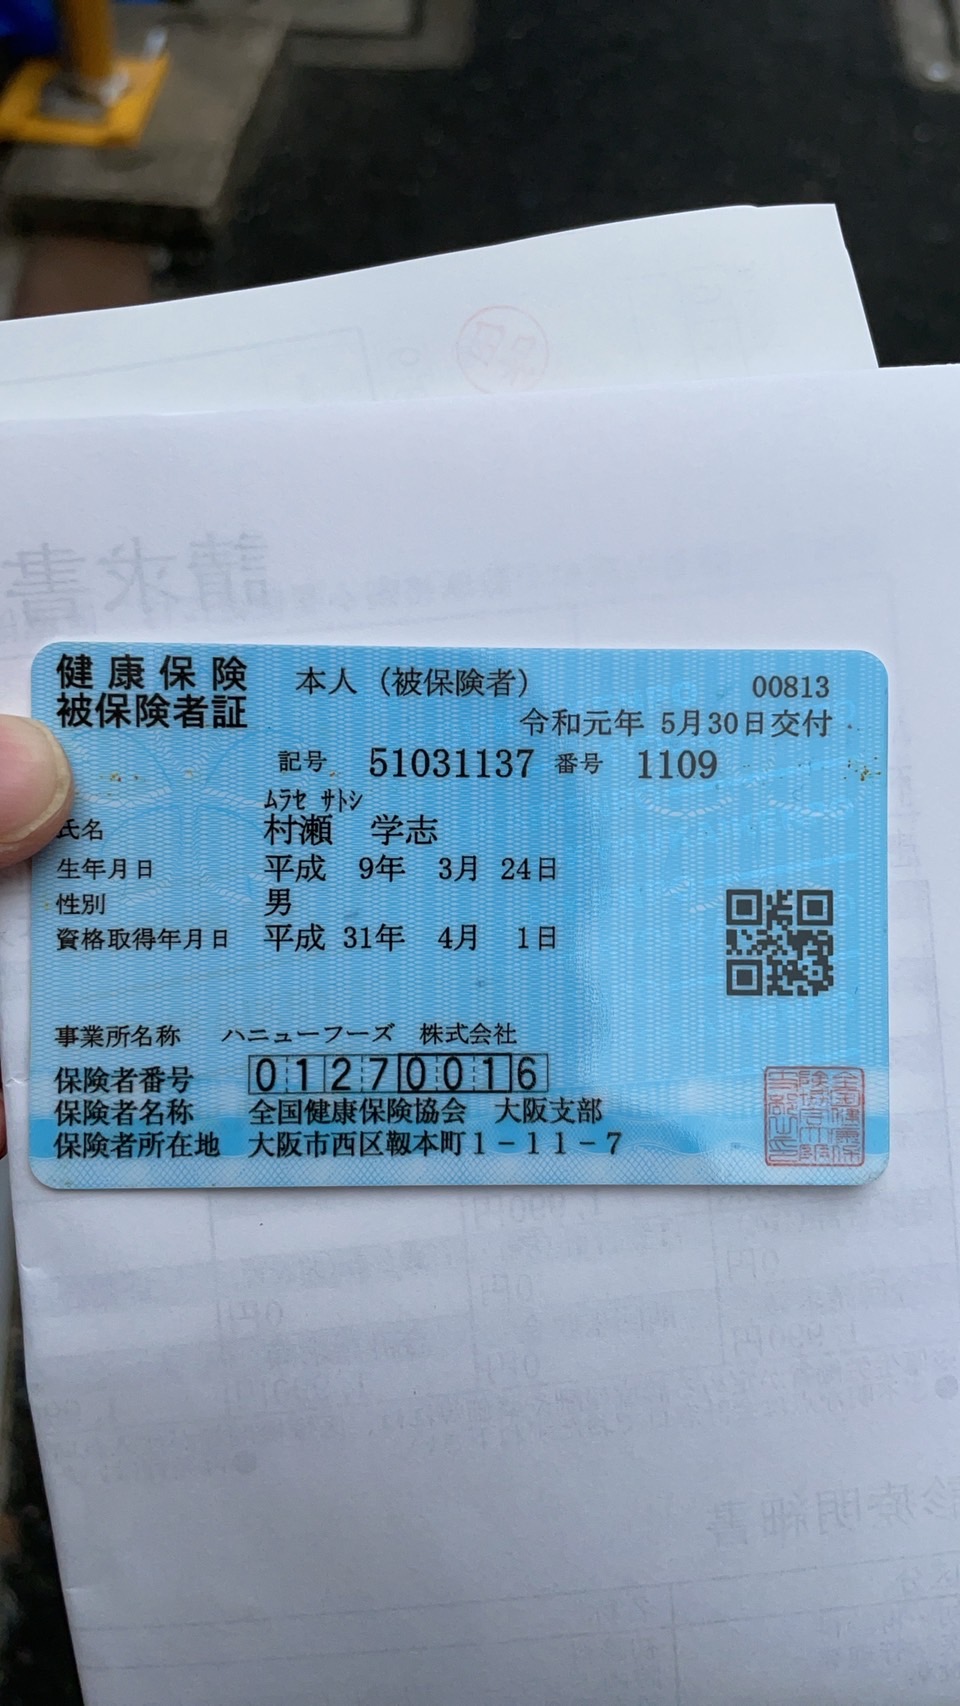 請求書
健康保険
被保険者証
本人（被保険者）
00813
令和元年 5月30日交付
記号 51031137 番号 1109
ﾑﾗｾ ｻﾄｼ
氏名 村瀬 学志
生年月日 平成 9年 3月 24日
性別 男
資格取得年月日 平成 31年 4月 1日
事業所名称 ハニューフーズ 株式会社
保険者番号 01270016
保険者名称 全国健康保険協会 大阪支部
保険者所在地 大阪市西区靱本町1－11－7
診療明細書